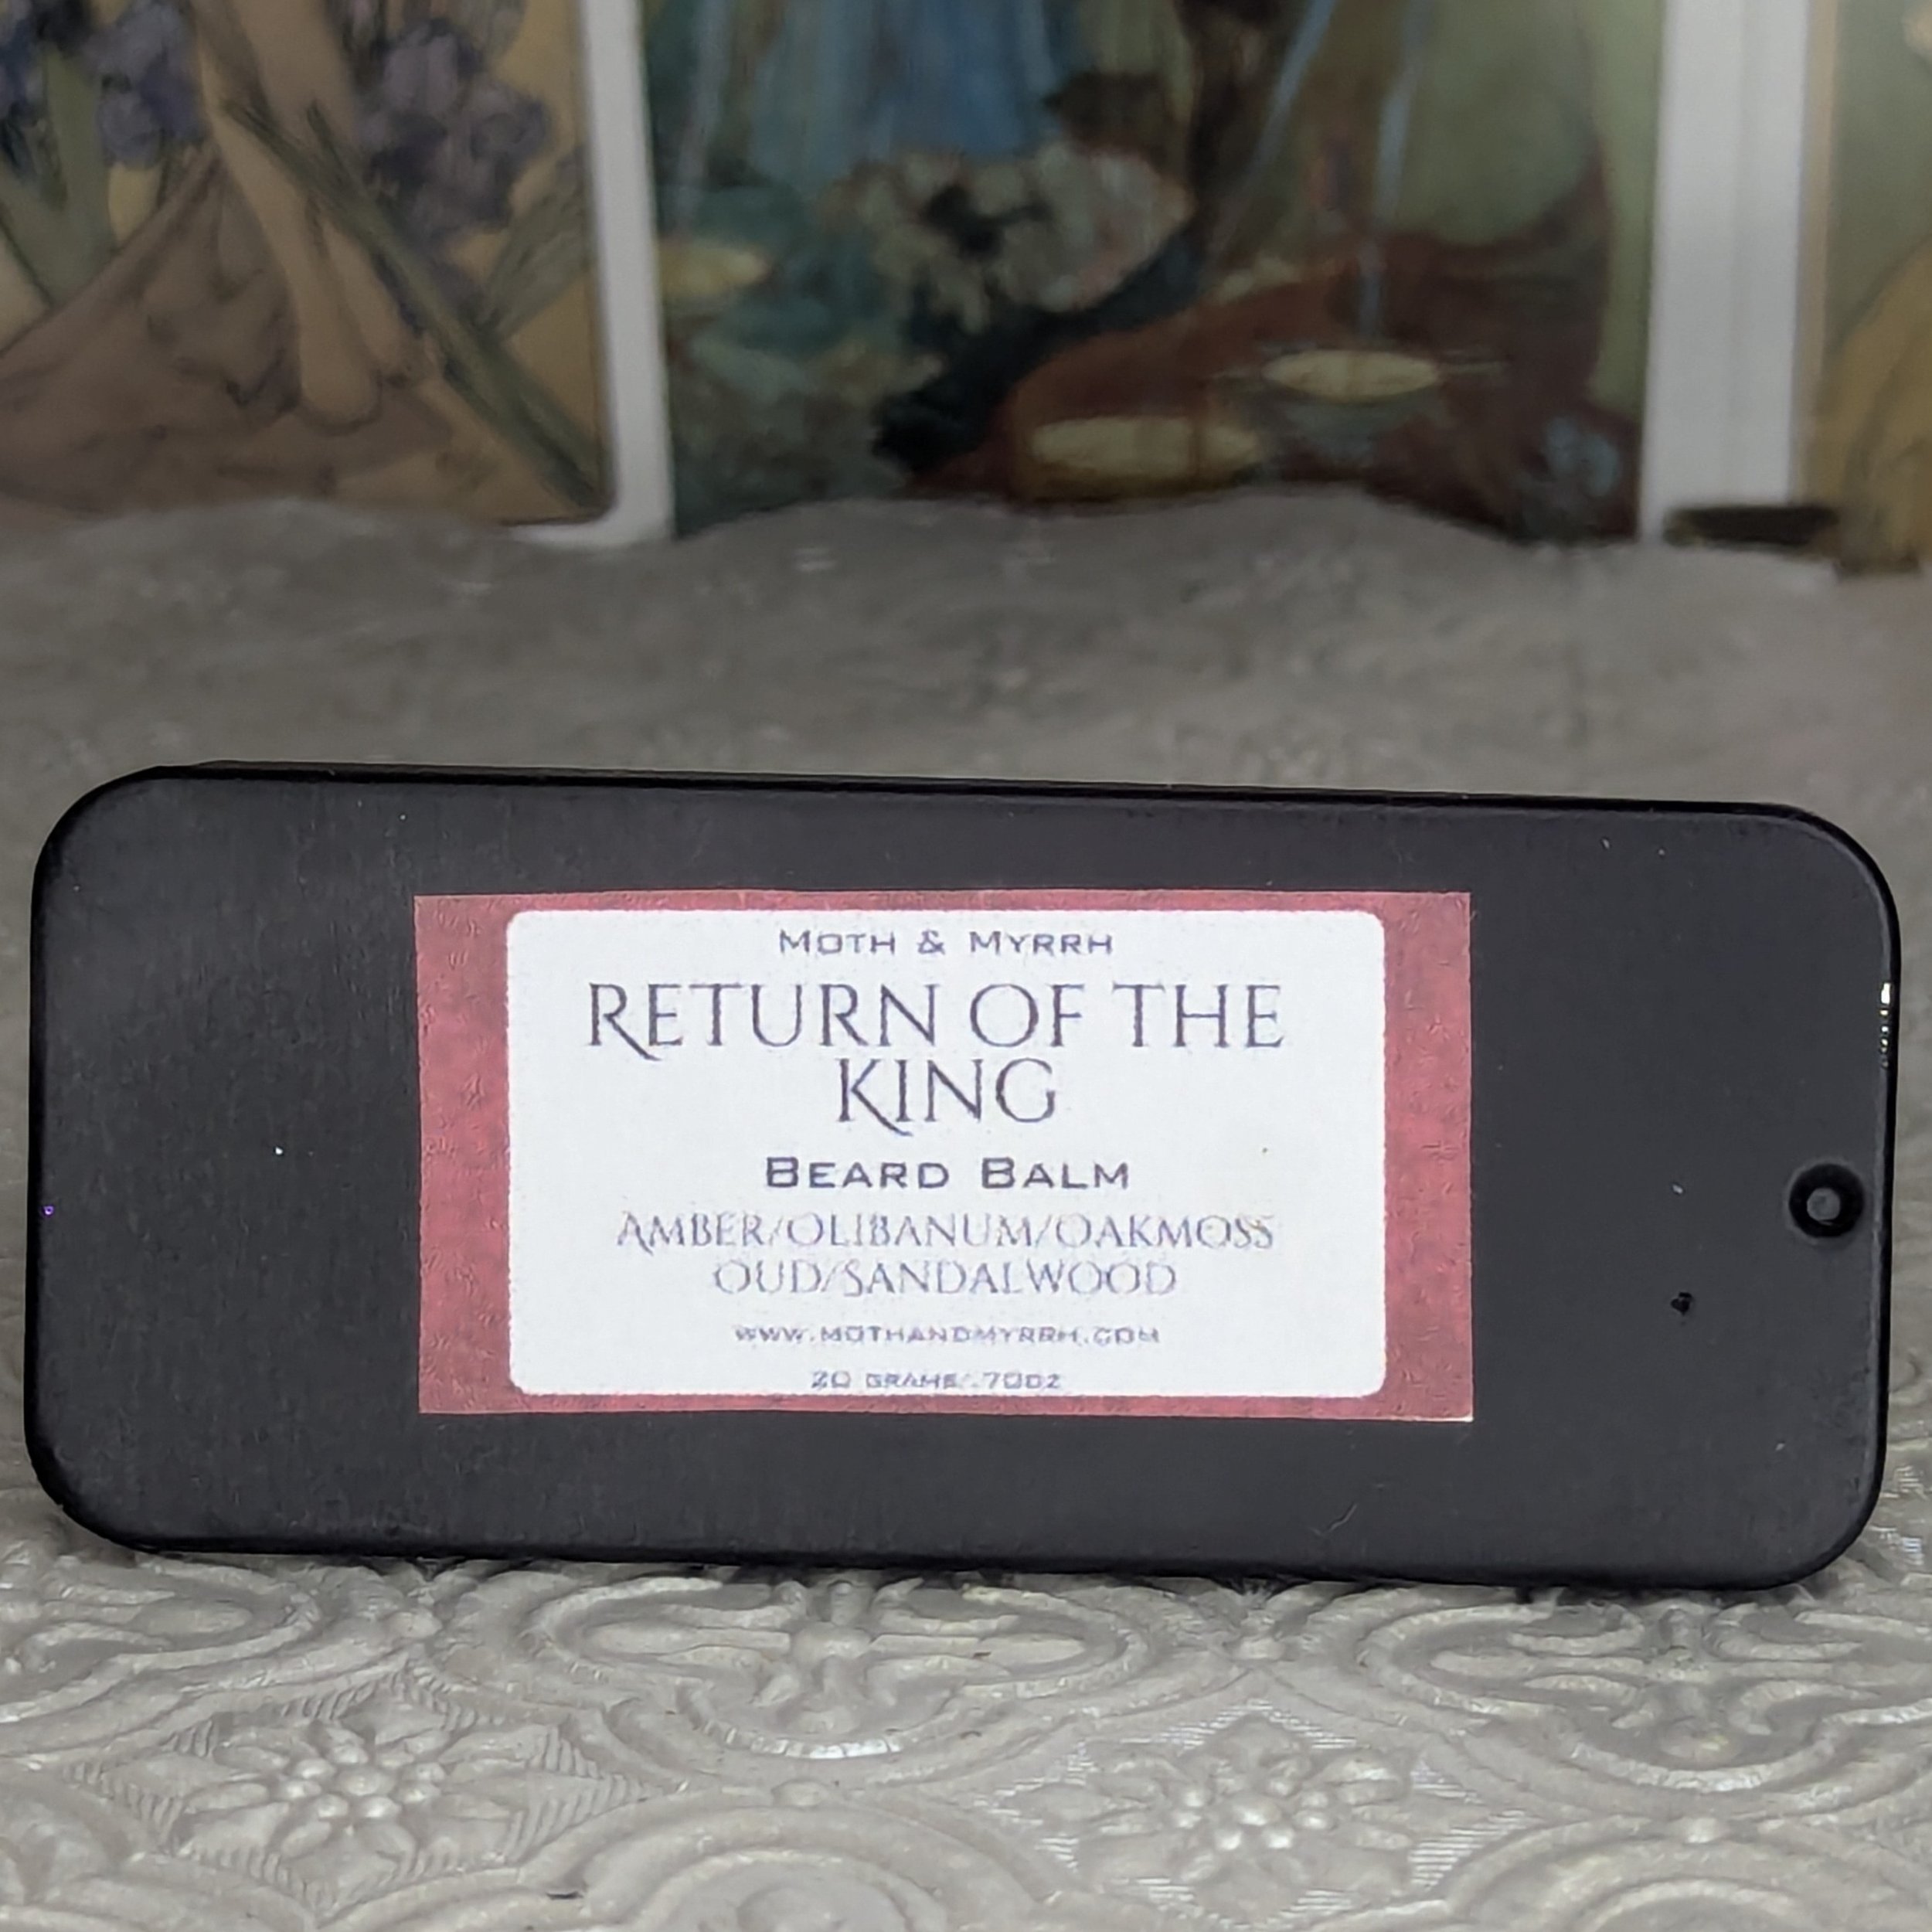 Moth & Myrrh
Return of the
King
Beard Balm
Amber/Olibanum/Oakmoss
Oud/Sandalwood
www.mothandmyrrh.com
20 grams/.70oz